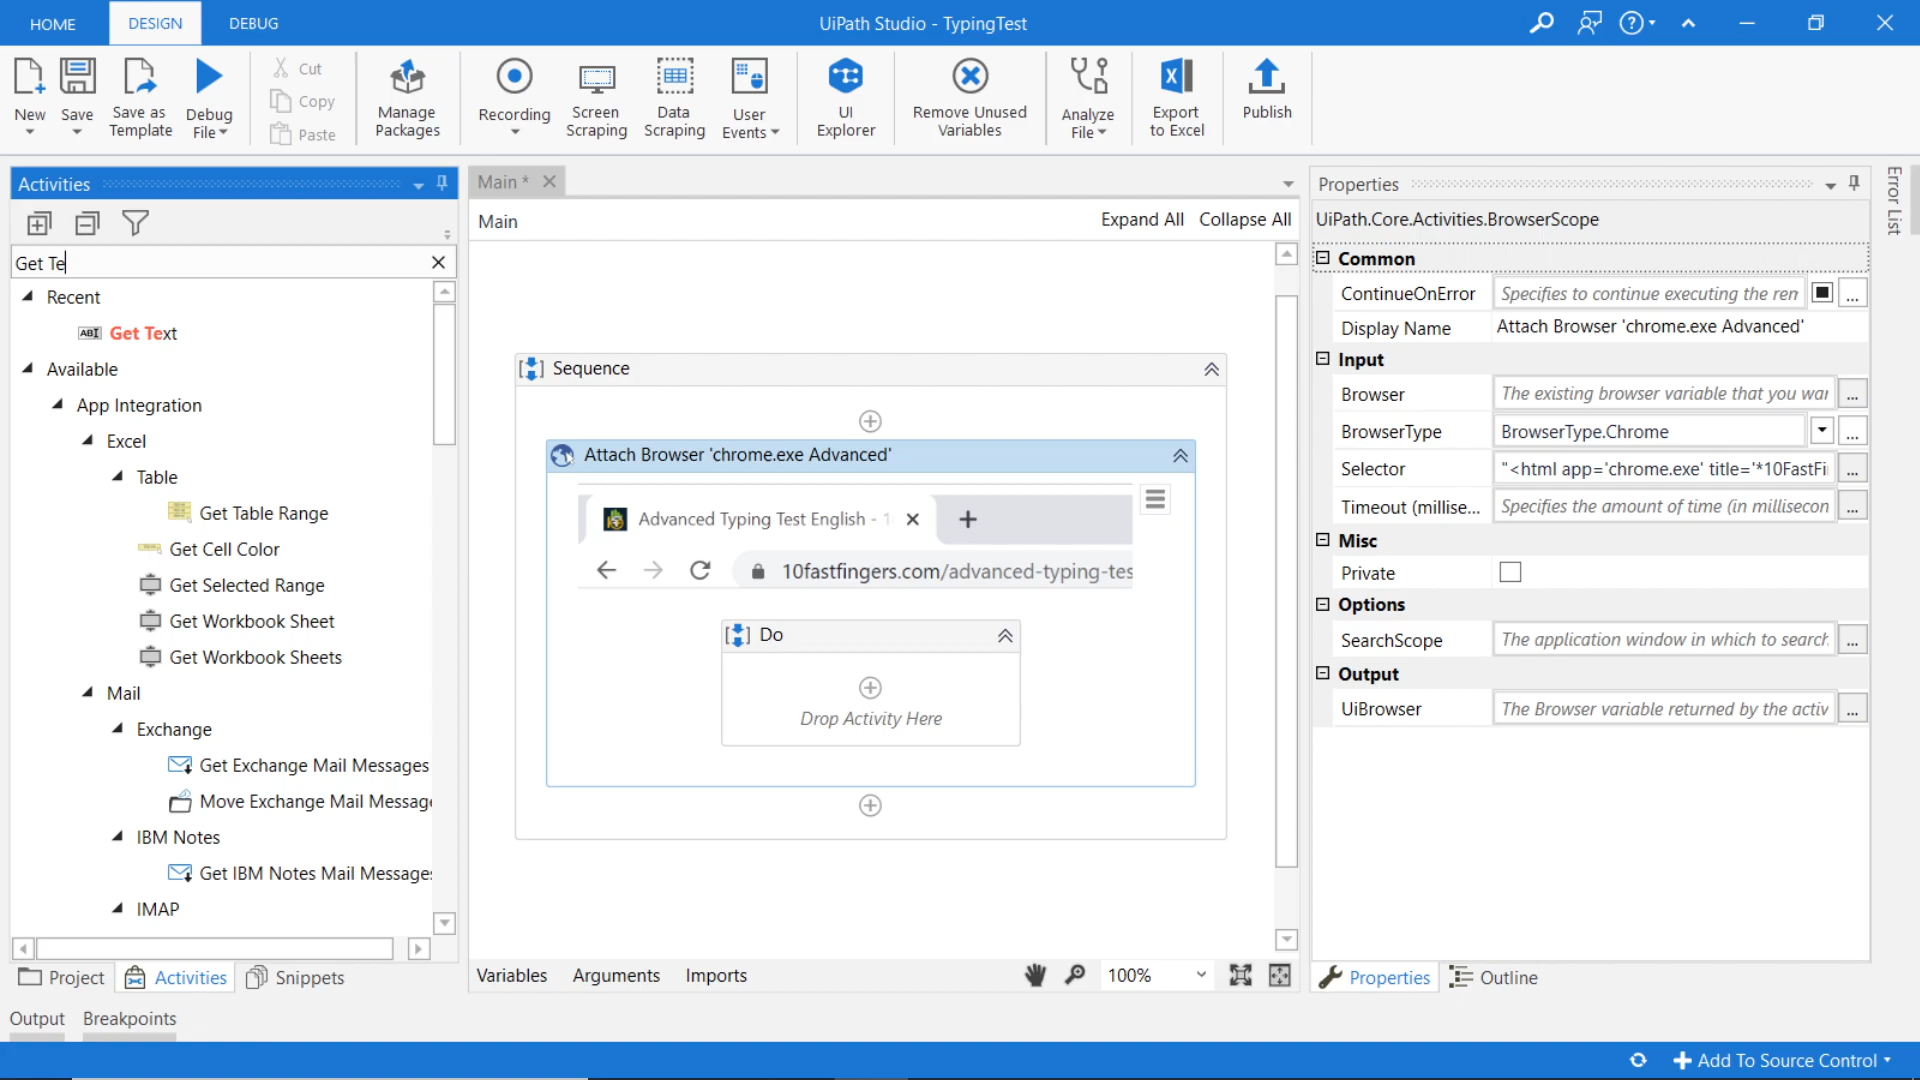 HOME DESIGN DEBUG UiPath Studio - TypingTest
New Save Save as Template Debug File Cut Copy Paste Manage Packages Recording Screen Scraping Data Scraping User Events UI Explorer Remove Unused Variables Analyze File Export to Excel Publish
Activities
Get Te
Recent
ABI Get Text
Available
App Integration
Excel
Table
Get Table Range
Get Cell Color
Get Selected Range
Get Workbook Sheet
Get Workbook Sheets
Mail
Exchange
Get Exchange Mail Messages
Move Exchange Mail Message
IBM Notes
Get IBM Notes Mail Messages
IMAP
Project Activities Snippets
Main *
Main Expand All Collapse All
Sequence
Attach Browser 'chrome.exe Advanced'
Advanced Typing Test English - 1
10fastfingers.com/advanced-typing-tes
Do
Drop Activity Here
Variables Arguments Imports 100%
Properties
UiPath.Core.Activities.BrowserScope
Common
ContinueOnError Specifies to continue executing the ren ...
Display Name Attach Browser 'chrome.exe Advanced'
Input
Browser The existing browser variable that you war ...
BrowserType BrowserType.Chrome ...
Selector "<html app='chrome.exe' title='*10FastFi ...
Timeout (millise... Specifies the amount of time (in millisecon ...
Misc
Private
Options
SearchScope The application window in which to search ...
Output
UiBrowser The Browser variable returned by the activ ...
Properties Outline
Error List
Output Breakpoints
Add To Source Control